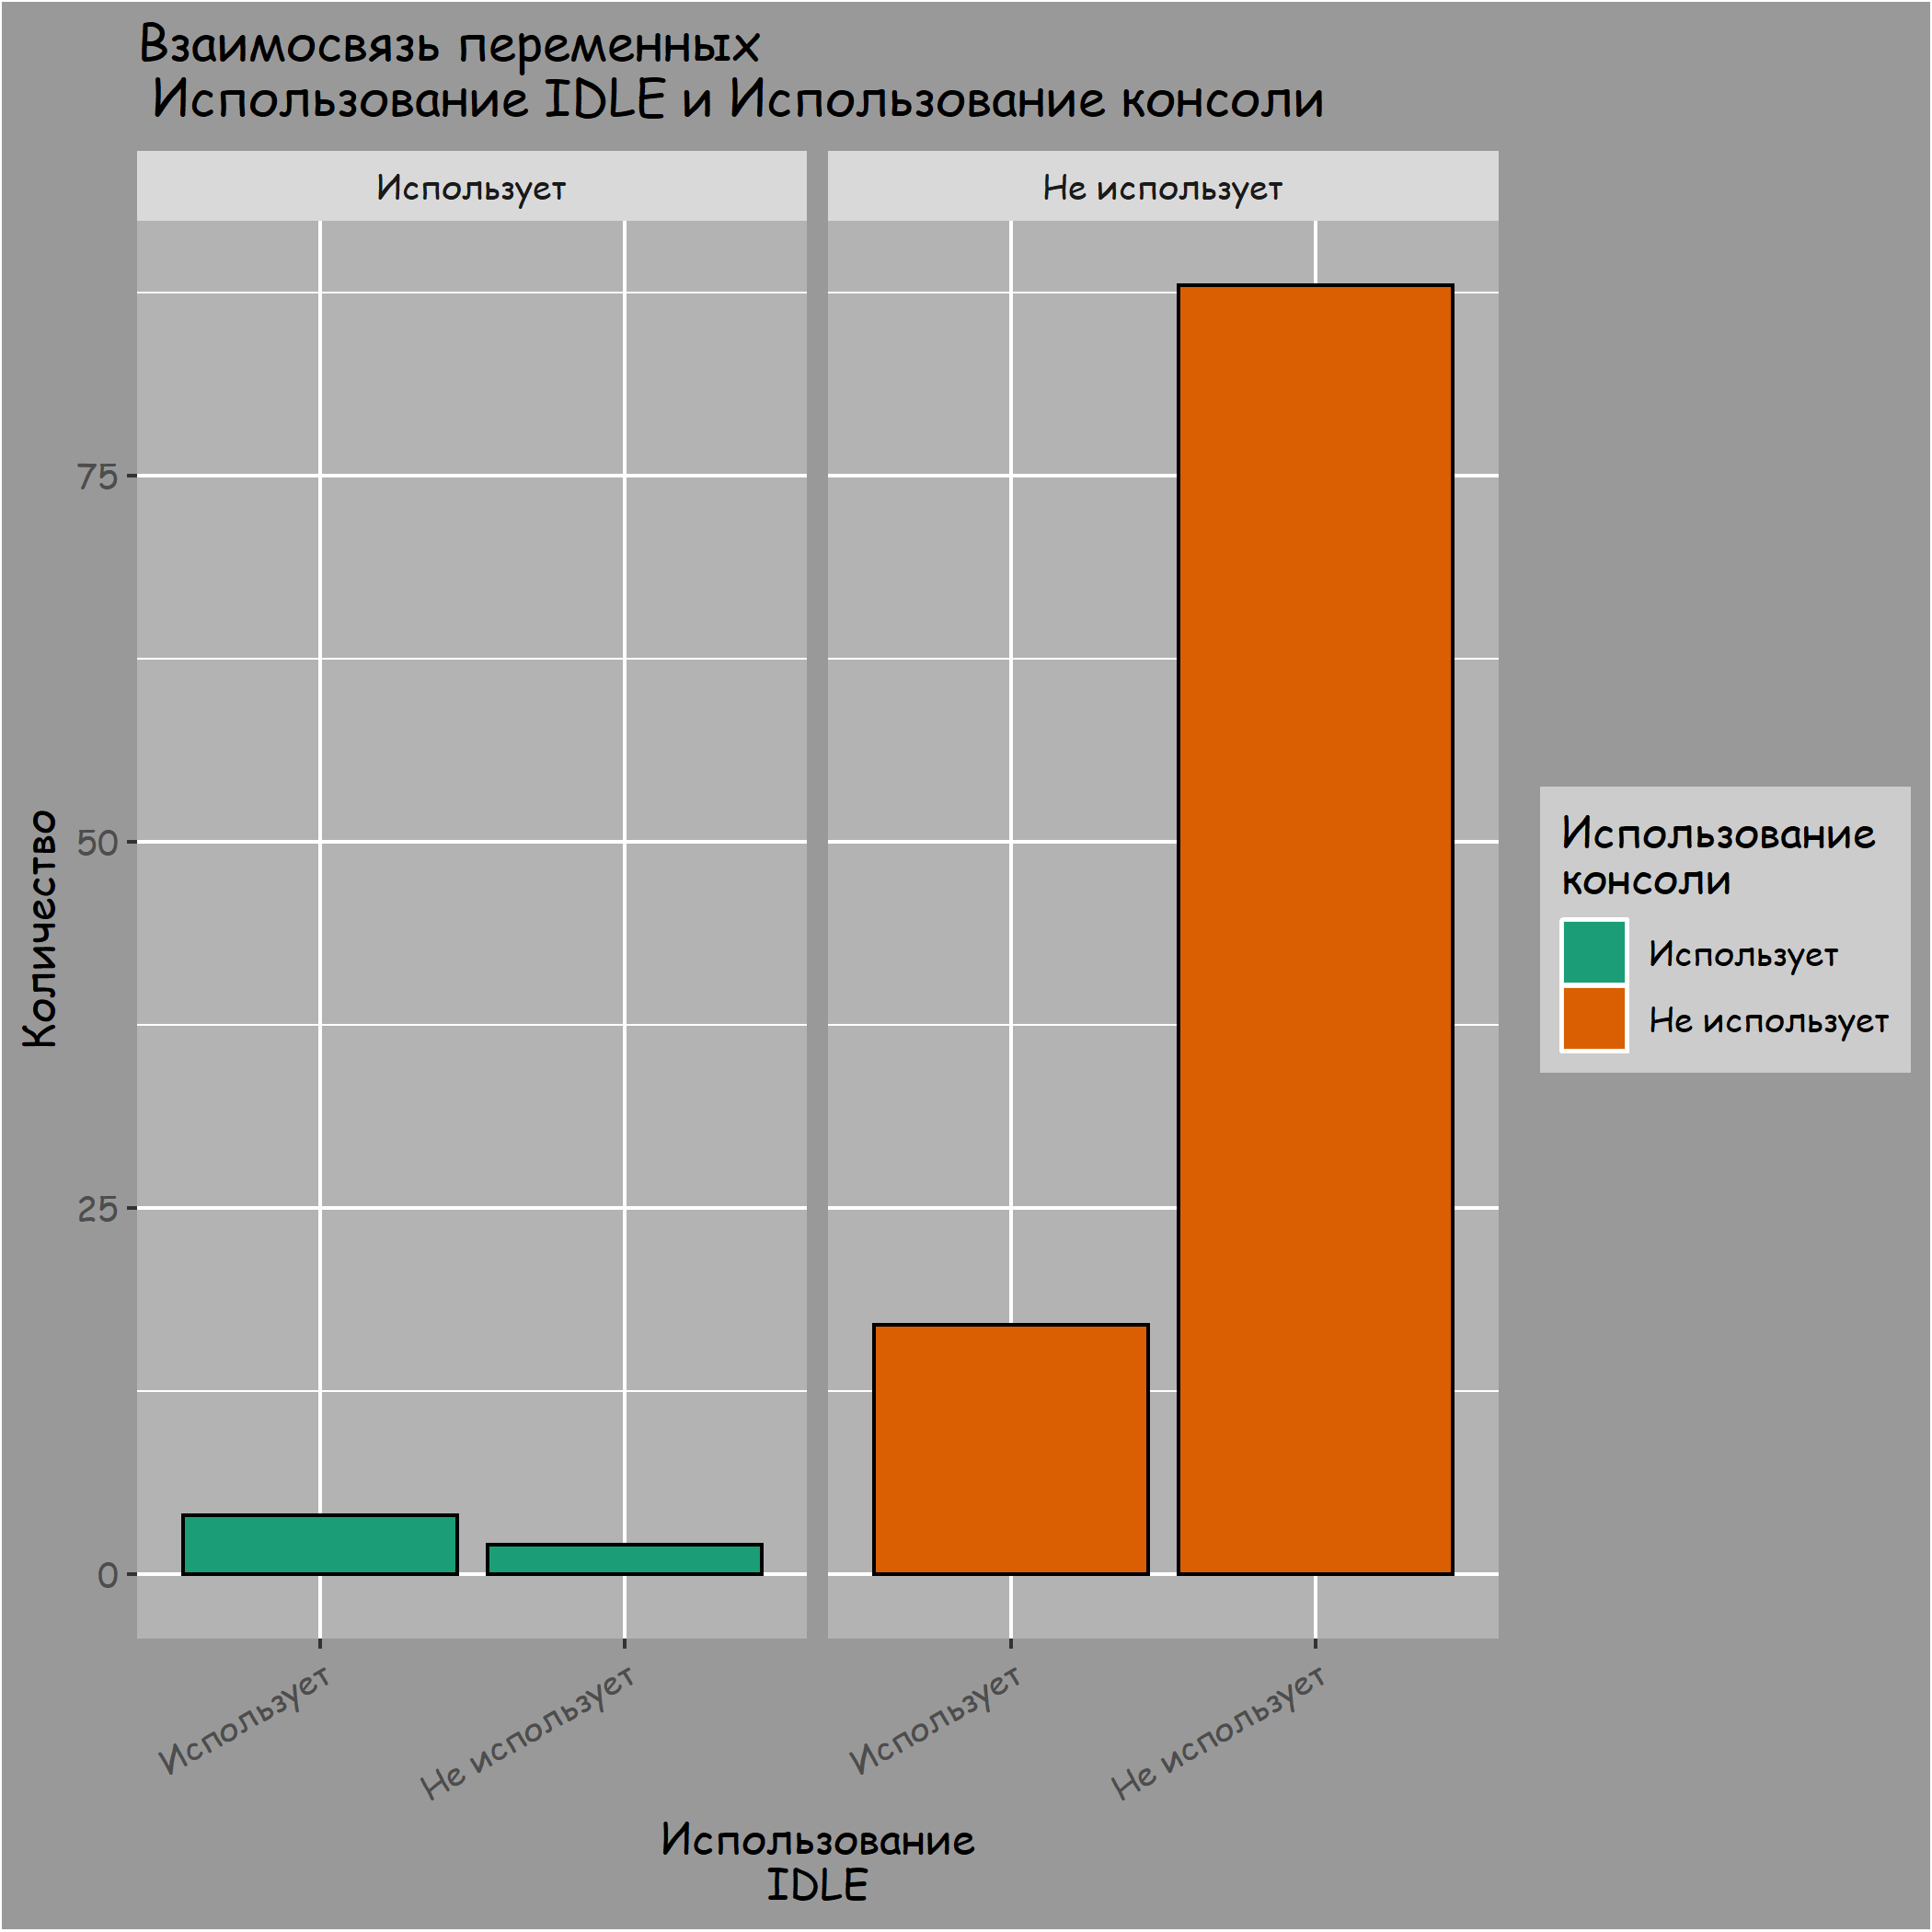 Взаимосвязь переменных
Использование IDLE и Использование консоли
Использует
Не использует
Количество
75
50
25
0
Использует
Не использует
Использует
Не использует
Использование
IDLE
Использование
консоли
Использует
Не использует